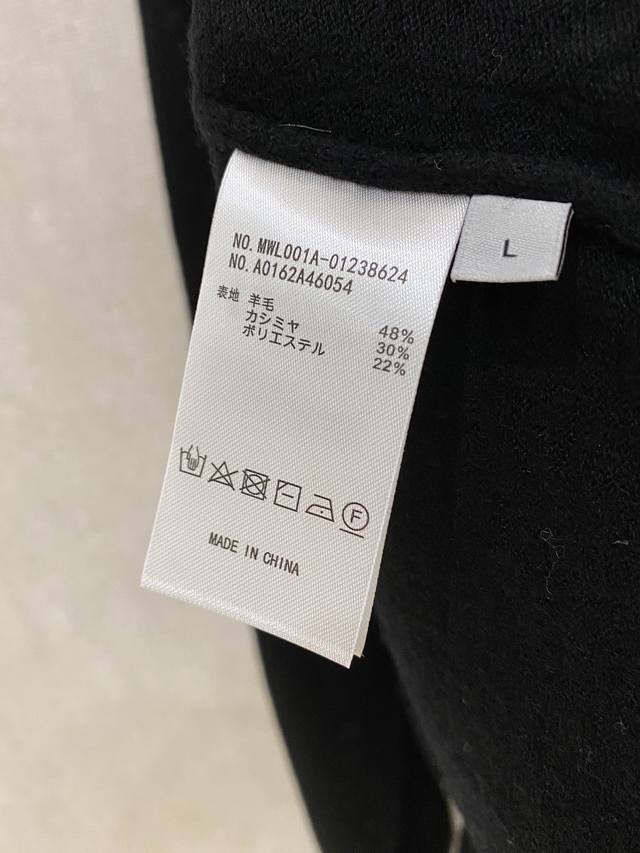 NO. MWL001A-01238624
NO. A0162A46054
表地 羊毛 48%
カシミヤ 30%
ポリエステル 22%
F
MADE IN CHINA
L